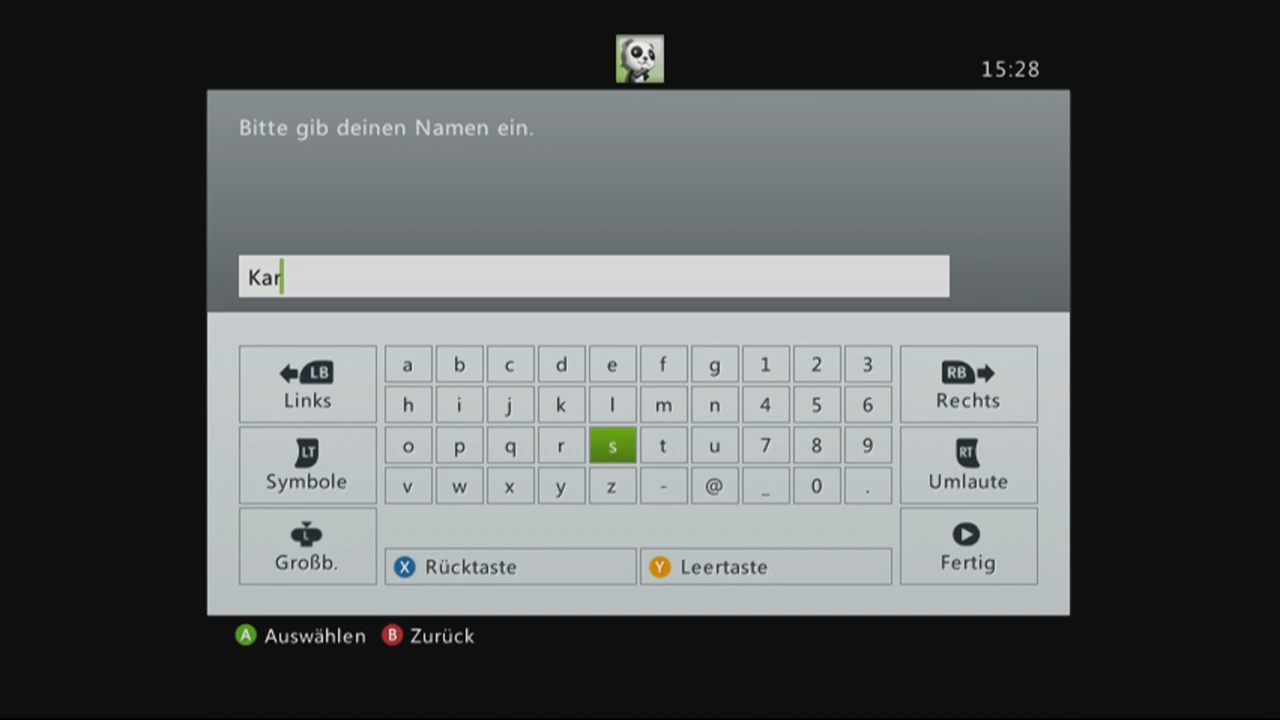 15:28
Bitte gib deinen Namen ein.
Kar
LB
Links
a b c d e f g 1 2 3
RB
Rechts
h i j k l m n 4 5 6
LT
Symbole
o p q r s t u 7 8 9
RT
Umlaute
v w x y z - @ _ 0 .
L
Großb.
X Rücktaste
Y Leertaste
Fertig
A Auswählen B Zurück